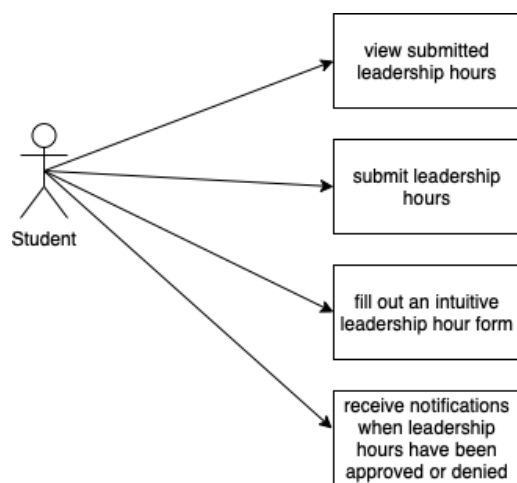 view submitted
leadership hours
submit leadership
hours
Student
fill out an intuitive
leadership hour form
receive notifications
when leadership
hours have been
approved or denied